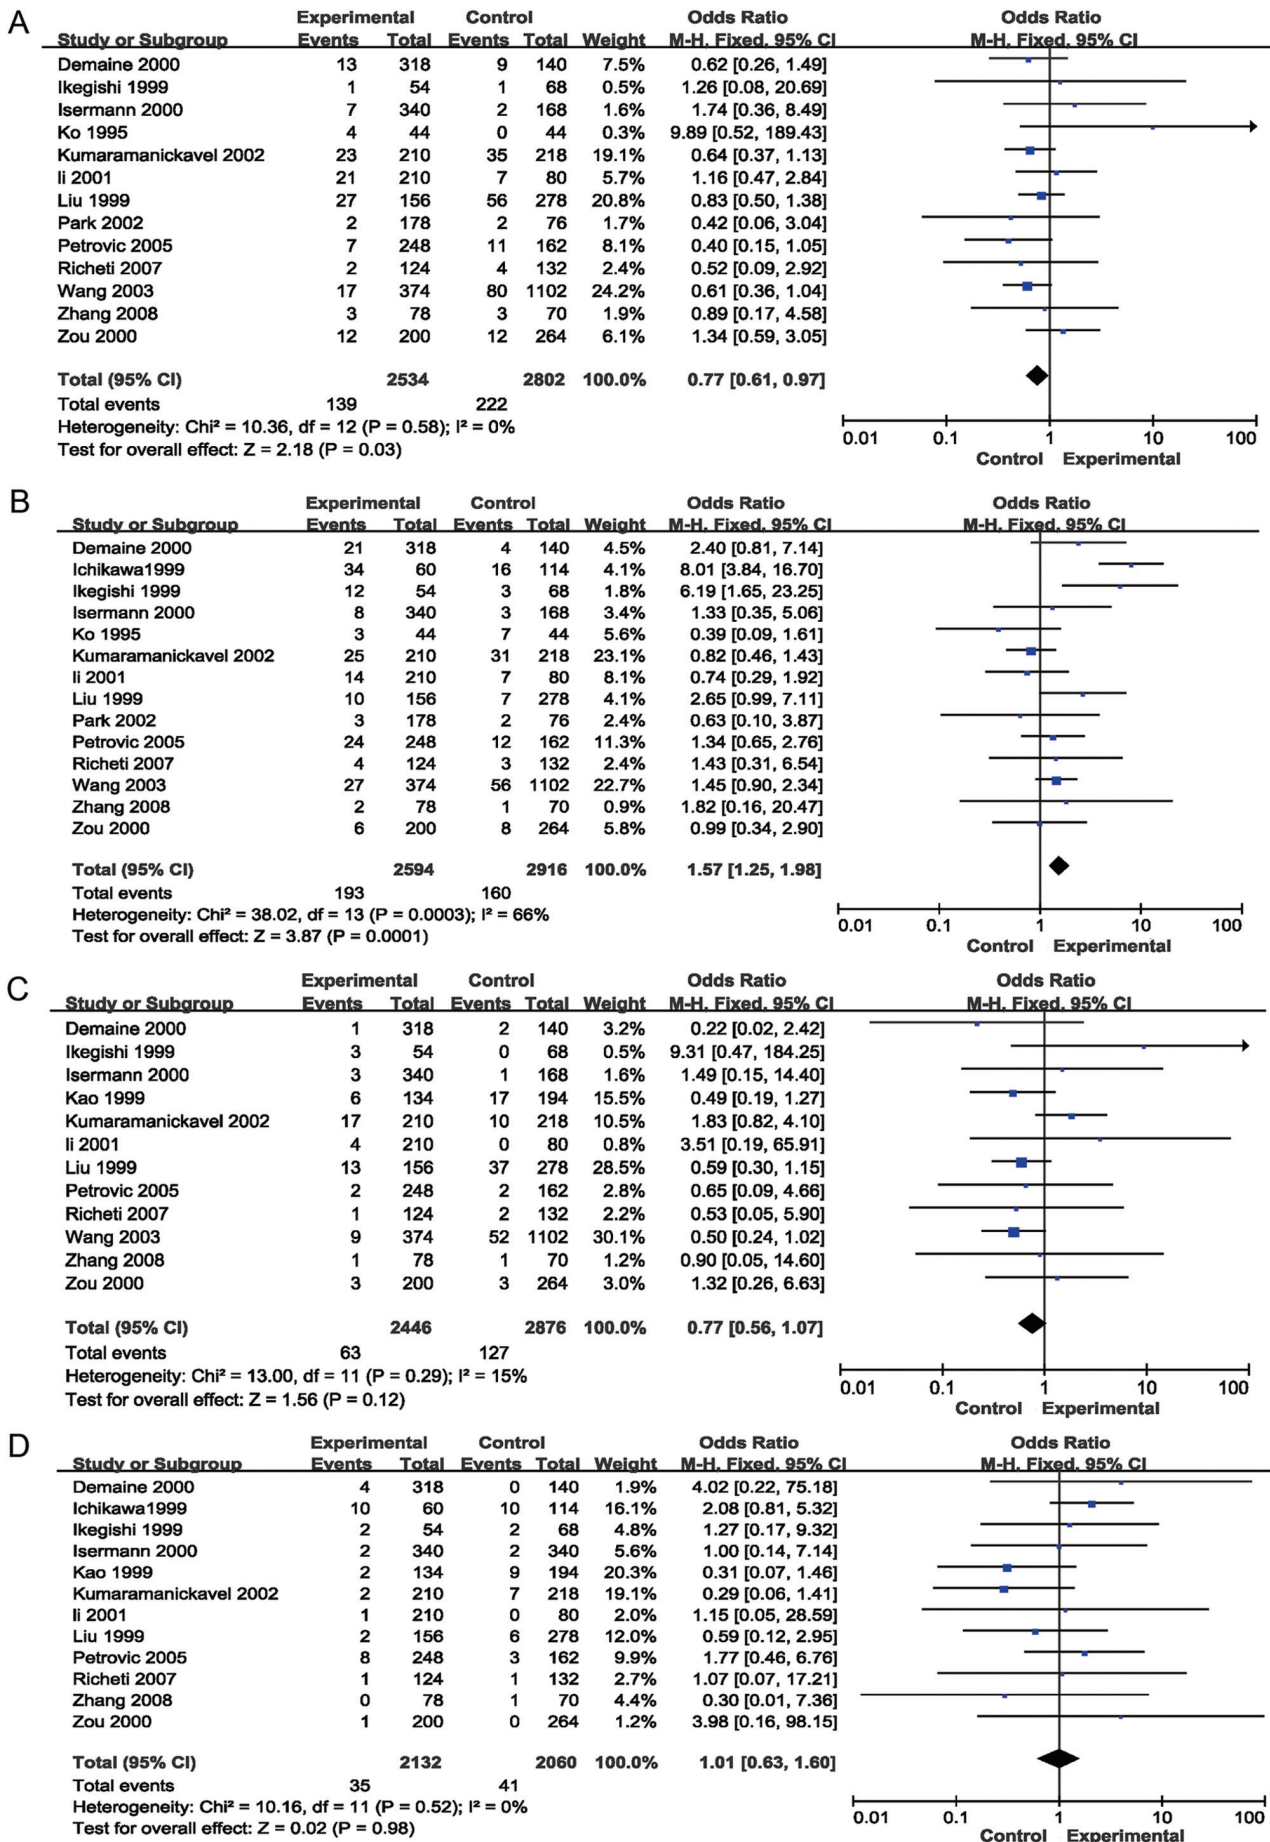 A
Experimental Control Odds Ratio Odds Ratio
Study or Subgroup Events Total Events Total Weight M-H. Fixed. 95% CI M-H. Fixed. 95% CI
Demaine 2000 13 318 9 140 7.5% 0.62 [0.26, 1.49]
Ikegishi 1999 1 54 1 68 0.5% 1.26 [0.08, 20.69]
Isermann 2000 7 340 2 168 1.6% 1.74 [0.36, 8.49]
Ko 1995 4 44 0 44 0.3% 9.89 [0.52, 189.43]
Kumaramanickavel 2002 23 210 35 218 19.1% 0.64 [0.37, 1.13]
li 2001 21 210 7 80 5.7% 1.16 [0.47, 2.84]
Liu 1999 27 156 56 278 20.8% 0.83 [0.50, 1.38]
Park 2002 2 178 2 76 1.7% 0.42 [0.06, 3.04]
Petrovic 2005 7 248 11 162 8.1% 0.40 [0.15, 1.05]
Richeti 2007 2 124 4 132 2.4% 0.52 [0.09, 2.92]
Wang 2003 17 374 80 1102 24.2% 0.61 [0.36, 1.04]
Zhang 2008 3 78 3 70 1.9% 0.89 [0.17, 4.58]
Zou 2000 12 200 12 264 6.1% 1.34 [0.59, 3.05]
Total (95% CI) 2534 2802 100.0% 0.77 [0.61, 0.97]
Total events 139 222
Heterogeneity: Chi² = 10.36, df = 12 (P = 0.58); I² = 0%
Test for overall effect: Z = 2.18 (P = 0.03)
0.01 0.1 1 10 100
Control Experimental
B
Experimental Control Odds Ratio Odds Ratio
Study or Subgroup Events Total Events Total Weight M-H. Fixed. 95% CI M-H. Fixed. 95% CI
Demaine 2000 21 318 4 140 4.5% 2.40 [0.81, 7.14]
Ichikawa1999 34 60 16 114 4.1% 8.01 [3.84, 16.70]
Ikegishi 1999 12 54 3 68 1.8% 6.19 [1.65, 23.25]
Isermann 2000 8 340 3 168 3.4% 1.33 [0.35, 5.06]
Ko 1995 3 44 7 44 5.6% 0.39 [0.09, 1.61]
Kumaramanickavel 2002 25 210 31 218 23.1% 0.82 [0.46, 1.43]
li 2001 14 210 7 80 8.1% 0.74 [0.29, 1.92]
Liu 1999 10 156 7 278 4.1% 2.65 [0.99, 7.11]
Park 2002 3 178 2 76 2.4% 0.63 [0.10, 3.87]
Petrovic 2005 24 248 12 162 11.3% 1.34 [0.65, 2.76]
Richeti 2007 4 124 3 132 2.4% 1.43 [0.31, 6.54]
Wang 2003 27 374 56 1102 22.7% 1.45 [0.90, 2.34]
Zhang 2008 2 78 1 70 0.9% 1.82 [0.16, 20.47]
Zou 2000 6 200 8 264 5.8% 0.99 [0.34, 2.90]
Total (95% CI) 2594 2916 100.0% 1.57 [1.25, 1.98]
Total events 193 160
Heterogeneity: Chi² = 38.02, df = 13 (P = 0.0003); I² = 66%
Test for overall effect: Z = 3.87 (P = 0.0001)
0.01 0.1 1 10 100
Control Experimental
C
Experimental Control Odds Ratio Odds Ratio
Study or Subgroup Events Total Events Total Weight M-H. Fixed. 95% CI M-H. Fixed. 95% CI
Demaine 2000 1 318 2 140 3.2% 0.22 [0.02, 2.42]
Ikegishi 1999 3 54 0 68 0.5% 9.31 [0.47, 184.25]
Isermann 2000 3 340 1 168 1.6% 1.49 [0.15, 14.40]
Kao 1999 6 134 17 194 15.5% 0.49 [0.19, 1.27]
Kumaramanickavel 2002 17 210 10 218 10.5% 1.83 [0.82, 4.10]
li 2001 4 210 0 80 0.8% 3.51 [0.19, 65.91]
Liu 1999 13 156 37 278 28.5% 0.59 [0.30, 1.15]
Petrovic 2005 2 248 2 162 2.8% 0.65 [0.09, 4.66]
Richeti 2007 1 124 2 132 2.2% 0.53 [0.05, 5.90]
Wang 2003 9 374 52 1102 30.1% 0.50 [0.24, 1.02]
Zhang 2008 1 78 1 70 1.2% 0.90 [0.05, 14.60]
Zou 2000 3 200 3 264 3.0% 1.32 [0.26, 6.63]
Total (95% CI) 2446 2876 100.0% 0.77 [0.56, 1.07]
Total events 63 127
Heterogeneity: Chi² = 13.00, df = 11 (P = 0.29); I² = 15%
Test for overall effect: Z = 1.56 (P = 0.12)
0.01 0.1 1 10 100
Control Experimental
D
Experimental Control Odds Ratio Odds Ratio
Study or Subgroup Events Total Events Total Weight M-H. Fixed. 95% CI M-H. Fixed. 95% CI
Demaine 2000 4 318 0 140 1.9% 4.02 [0.22, 75.18]
Ichikawa1999 10 60 10 114 16.1% 2.08 [0.81, 5.32]
Ikegishi 1999 2 54 2 68 4.8% 1.27 [0.17, 9.32]
Isermann 2000 2 340 2 340 5.6% 1.00 [0.14, 7.14]
Kao 1999 2 134 9 194 20.3% 0.31 [0.07, 1.46]
Kumaramanickavel 2002 2 210 7 218 19.1% 0.29 [0.06, 1.41]
li 2001 1 210 0 80 2.0% 1.15 [0.05, 28.59]
Liu 1999 2 156 6 278 12.0% 0.59 [0.12, 2.95]
Petrovic 2005 8 248 3 162 9.9% 1.77 [0.46, 6.76]
Richeti 2007 1 124 1 132 2.7% 1.07 [0.07, 17.21]
Zhang 2008 0 78 1 70 4.4% 0.30 [0.01, 7.36]
Zou 2000 1 200 0 264 1.2% 3.98 [0.16, 98.15]
Total (95% CI) 2132 2060 100.0% 1.01 [0.63, 1.60]
Total events 35 41
Heterogeneity: Chi² = 10.16, df = 11 (P = 0.52); I² = 0%
Test for overall effect: Z = 0.02 (P = 0.98)
0.01 0.1 1 10 100
Control Experimental